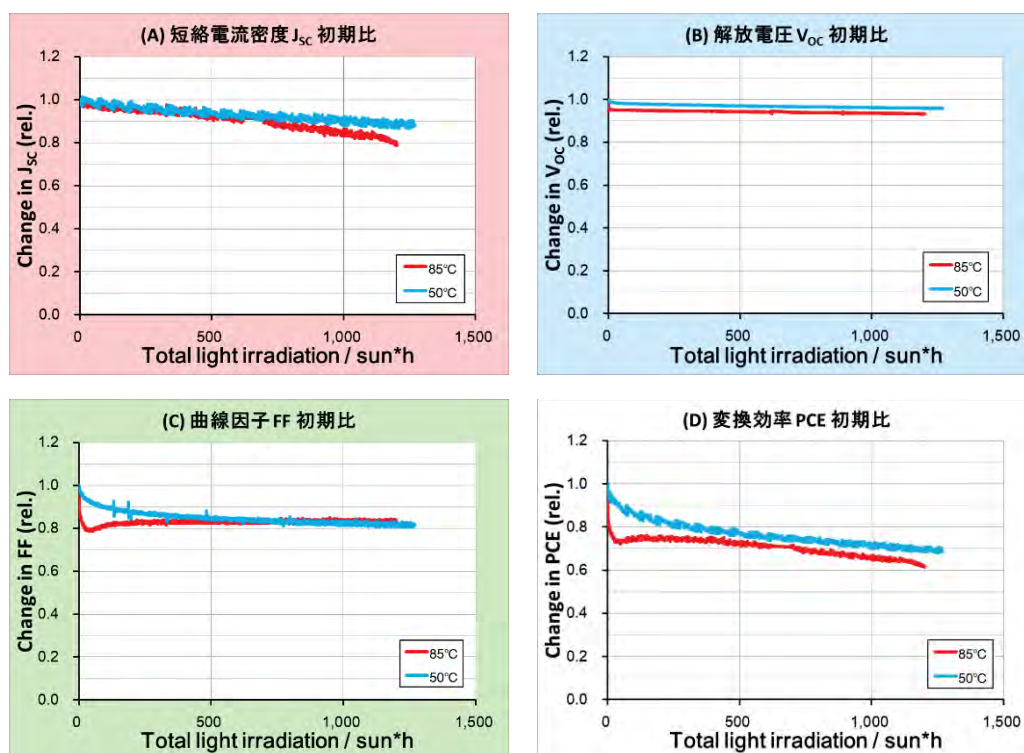 (A) 短絡電流密度 JSC 初期比
1.2
1.0
0.8
0.6
0.4
0.2
0.0
Change in JSC (rel.)
85℃
50℃
0 500 1,000 1,500
Total light irradiation / sun*h
(B) 解放電圧 VOC 初期比
1.2
1.0
0.8
0.6
0.4
0.2
0.0
Change in VOC (rel.)
85℃
50℃
0 500 1,000 1,500
Total light irradiation / sun*h
(C) 曲線因子 FF 初期比
1.2
1.0
0.8
0.6
0.4
0.2
0.0
Change in FF (rel.)
85℃
50℃
0 500 1,000 1,500
Total light irradiation / sun*h
(D) 変換効率 PCE 初期比
1.2
1.0
0.8
0.6
0.4
0.2
0.0
Change in PCE (rel.)
85℃
50℃
0 500 1,000 1,500
Total light irradiation / sun*h